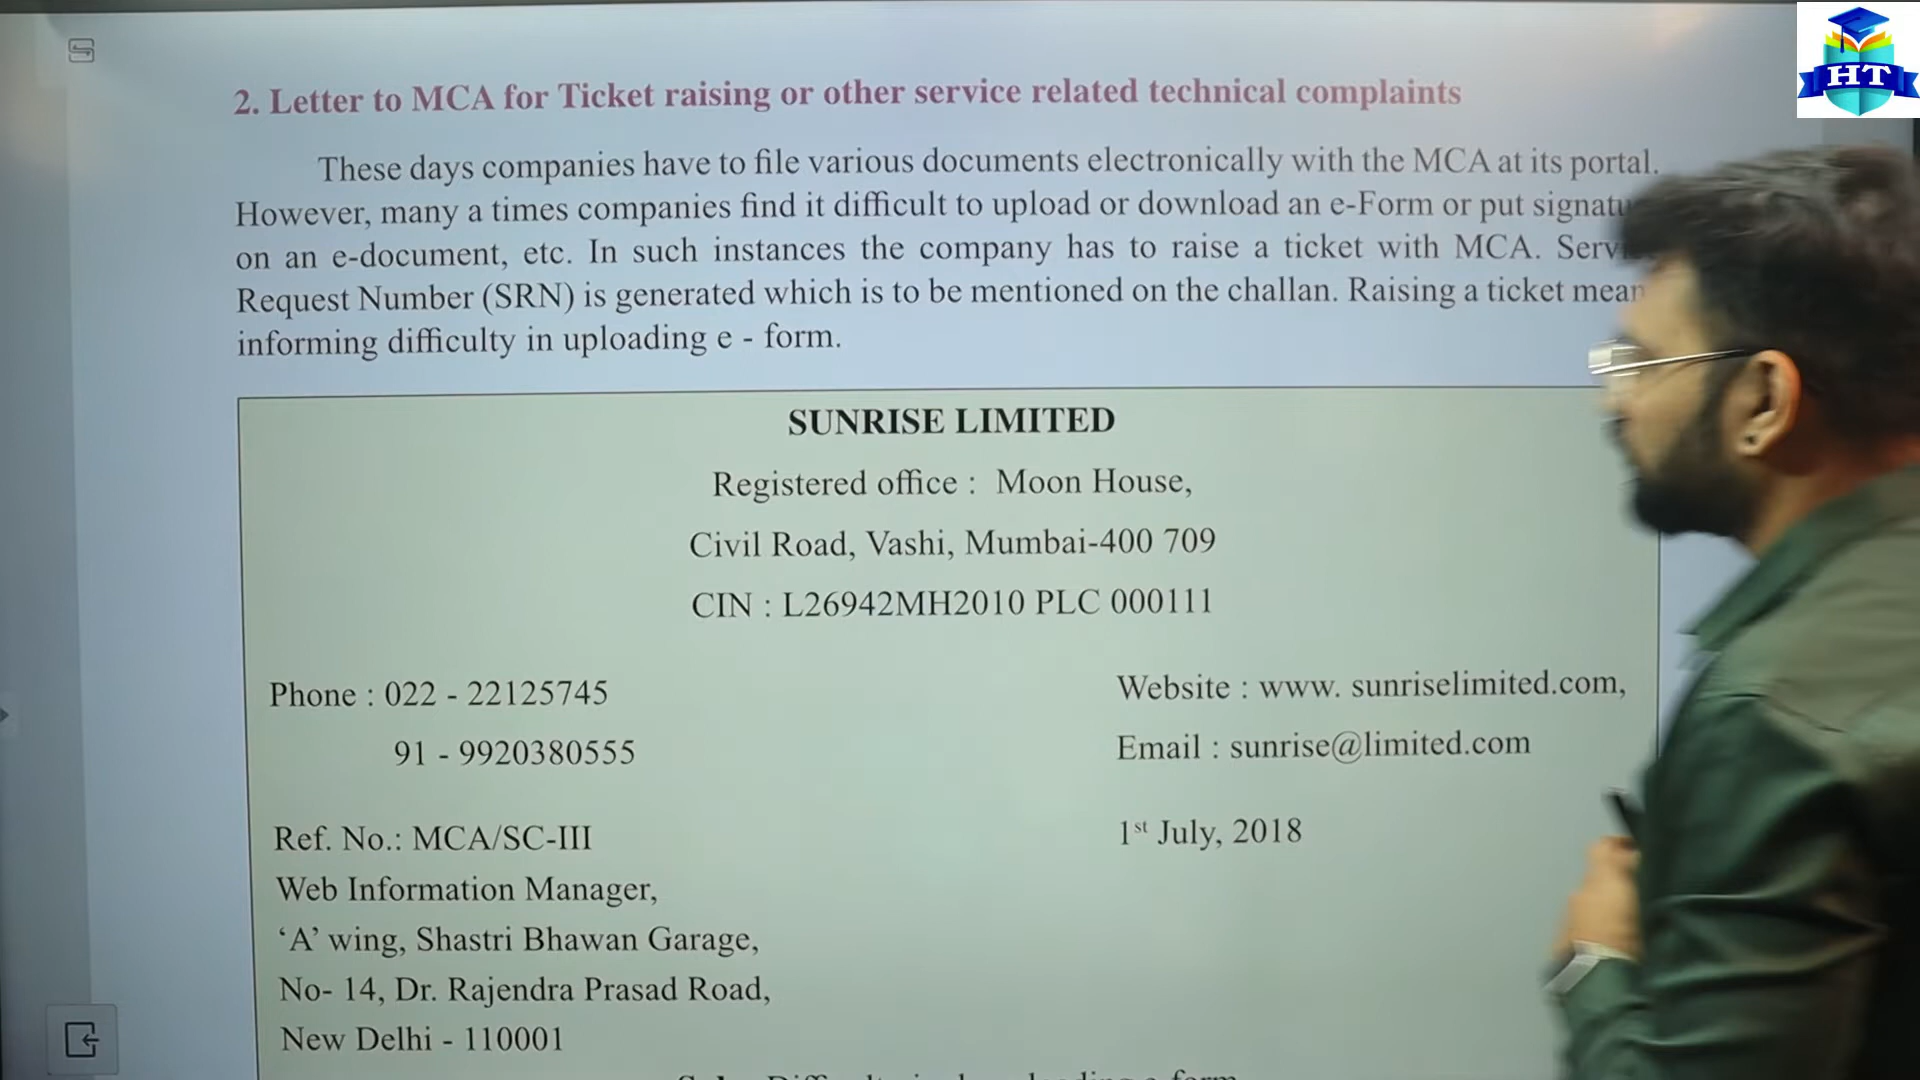 HT
2. Letter to MCA for Ticket raising or other service related technical complaints
These days companies have to file various documents electronically with the MCA at its portal.
However, many a times companies find it difficult to upload or download an e-Form or put
on an e-document, etc. In such instances the company has to raise a ticket with MCA.
Request Number (SRN) is generated which is to be mentioned on the challan. Raising a ticket
informing difficulty in uploading e - form.
SUNRISE LIMITED
Registered office : Moon House,
Civil Road, Vashi, Mumbai-400 709
CIN : L26942MH2010 PLC 000111
Phone : 022 - 22125745
91 - 9920380555
Website : www. sunriselimited.com,
Email : sunrise@limited.com
Ref. No.: MCA/SC-III
1st July, 2018
Web Information Manager,
‘A’ wing, Shastri Bhawan Garage,
No- 14, Dr. Rajendra Prasad Road,
New Delhi - 110001